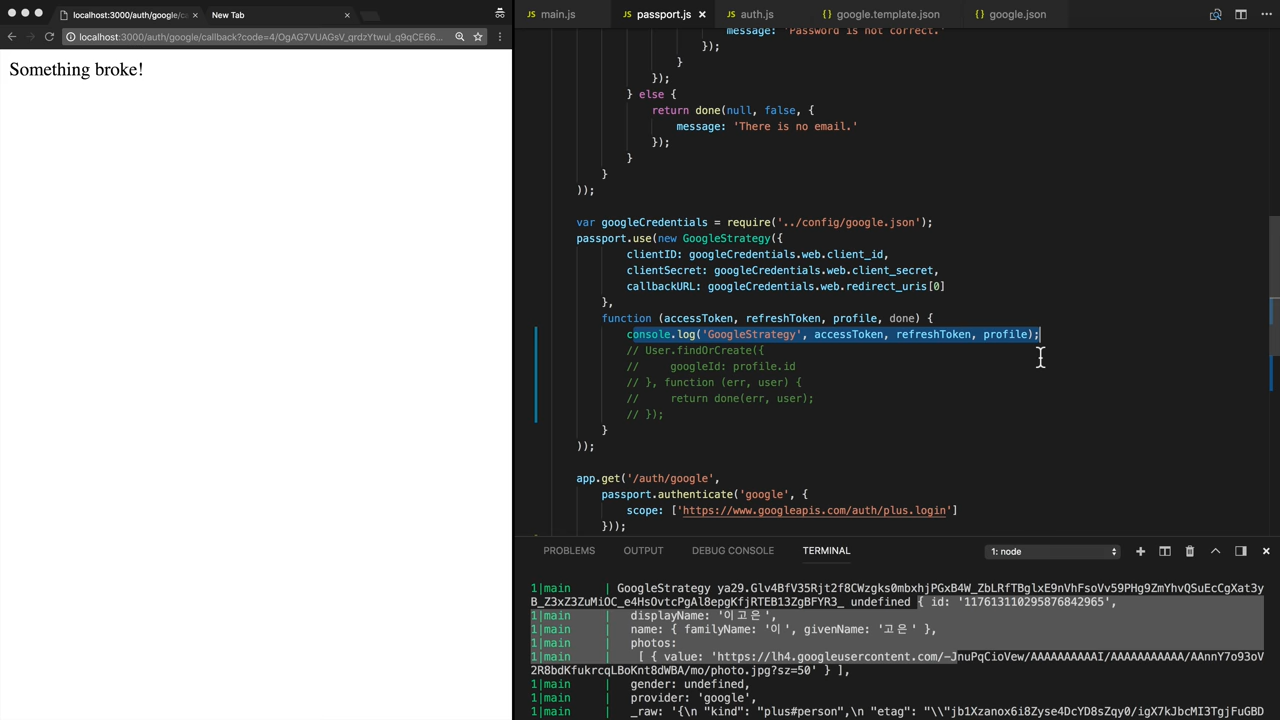 localhost:3000/auth/google/ca
New Tab
localhost:3000/auth/google/callback?code=4/OgAG7VUAGsV_qrdzYtwul_q9qCE66...
Something broke!
JS main.js
JS passport.js
JS auth.js
{} google.template.json
{} google.json
message: 'Password is not correct.'
});
}
});
} else {
return done(null, false, {
message: 'There is no email.'
});
}
}
));
var googleCredentials = require('../config/google.json');
passport.use(new GoogleStrategy({
clientID: googleCredentials.web.client_id,
clientSecret: googleCredentials.web.client_secret,
callbackURL: googleCredentials.web.redirect_uris[0]
},
function (accessToken, refreshToken, profile, done) {
console.log('GoogleStrategy', accessToken, refreshToken, profile);
// User.findOrCreate({
//     googleId: profile.id
// }, function (err, user) {
//     return done(err, user);
// });
}
));
app.get('/auth/google',
passport.authenticate('google', {
scope: ['https://www.googleapis.com/auth/plus.login']
}));
PROBLEMS OUTPUT DEBUG CONSOLE TERMINAL 1: node
1|main | GoogleStrategy ya29.Glv4BfV35Rjt2f8CWzgks0mbxhjPGxB4W_ZbLRfTBglxE9nVhFsoVv59PHg9ZmYhvQSuEcCgXat3y
B_Z3xZ3ZuMiOC_e4HsOvtcPgAl8epgKfjRTEB13ZgBFYR3_ undefined { id: '117613110295876842965',
1|main | displayName: '이고은',
1|main | name: { familyName: '이', givenName: '고은' },
1|main | photos:
1|main | [ { value: 'https://lh4.googleusercontent.com/-JnuPqCioVew/AAAAAAAAAAI/AAAAAAAAAAA/AAnnY7o93oV
2R8bdKfukrcqLBoKnt8dWBA/mo/photo.jpg?sz=50' } ],
1|main | gender: undefined,
1|main | provider: 'google',
1|main | _raw: '{\n "kind": "plus#person",\n "etag": "\\"jb1Xzanox6i8Zyse4DcYD8sZqy0/igX7kJbcMI3TgjFuGBD